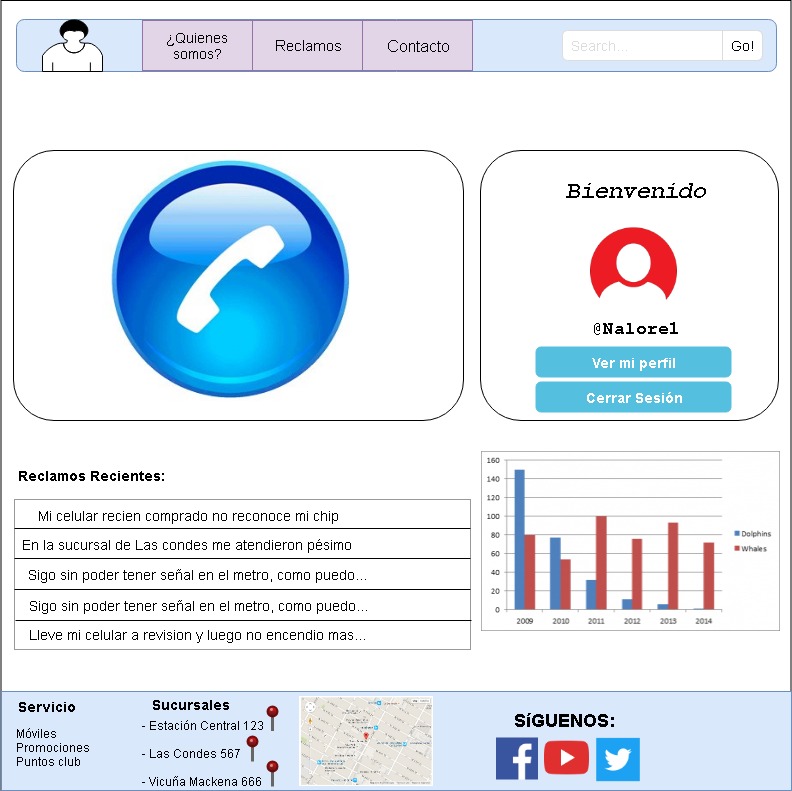 ¿Quienes
somos?
Reclamos
Contacto
Search...
Go!
Bienvenido
@Nalore1
Ver mi perfil
Cerrar Sesión
Reclamos Recientes:
Mi celular recien comprado no reconoce mi chip
En la sucursal de Las condes me atendieron pésimo
Sigo sin poder tener señal en el metro, como puedo...
Sigo sin poder tener señal en el metro, como puedo...
Lleve mi celular a revision y luego no encendio mas...
160
140
120
100
80
60
40
20
0
2009 2010 2011 2012 2013 2014
Dolphins
Whales
Servicio
Móviles
Promociones
Puntos club
Sucursales
- Estación Central 123
- Las Condes 567
- Vicuña Mackena 666
SíGUENOS: